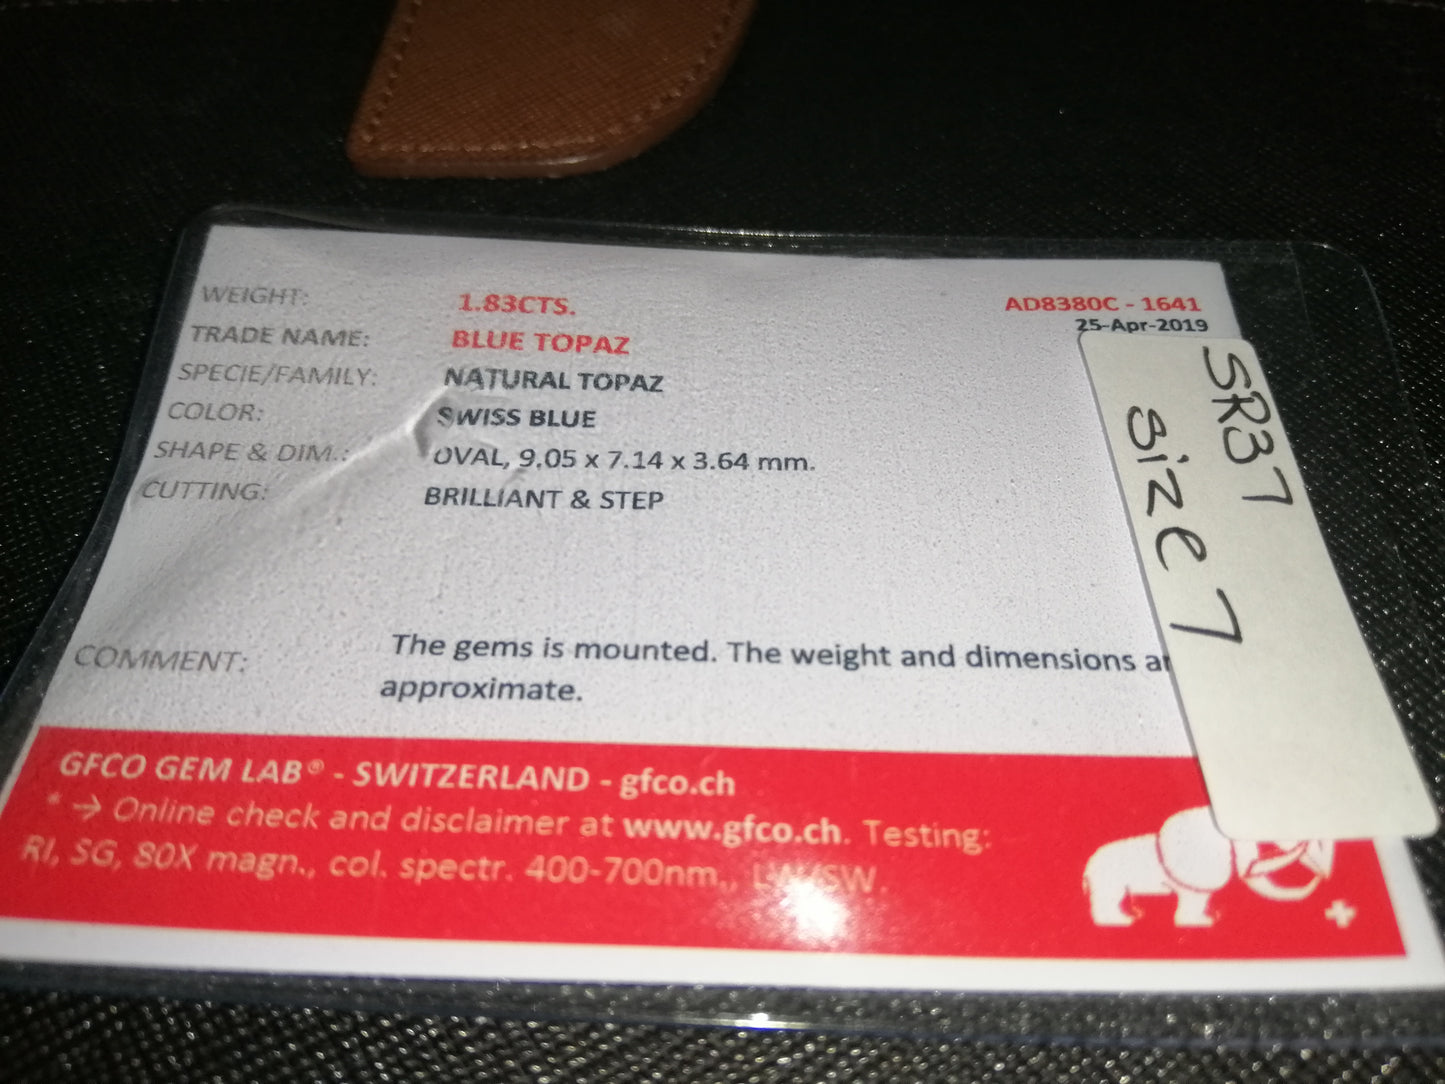 WEIGHT: 1.83CTS.
AD8380C - 1641
25-Apr-2019
TRADE NAME: BLUE TOPAZ
SPECIE/FAMILY: NATURAL TOPAZ
COLOR: SWISS BLUE
SHAPE & DIM.: OVAL, 9.05 x 7.14 x 3.64 mm.
CUTTING: BRILLIANT & STEP
COMMENT: The gems is mounted. The weight and dimensions
approximate.
SR37
size 7
GFCO GEM LAB® - SWITZERLAND - gfco.ch
* → Online check and disclaimer at www.gfco.ch. Testing:
RI, SG, 80X magn., col. spectr. 400-700nm.,